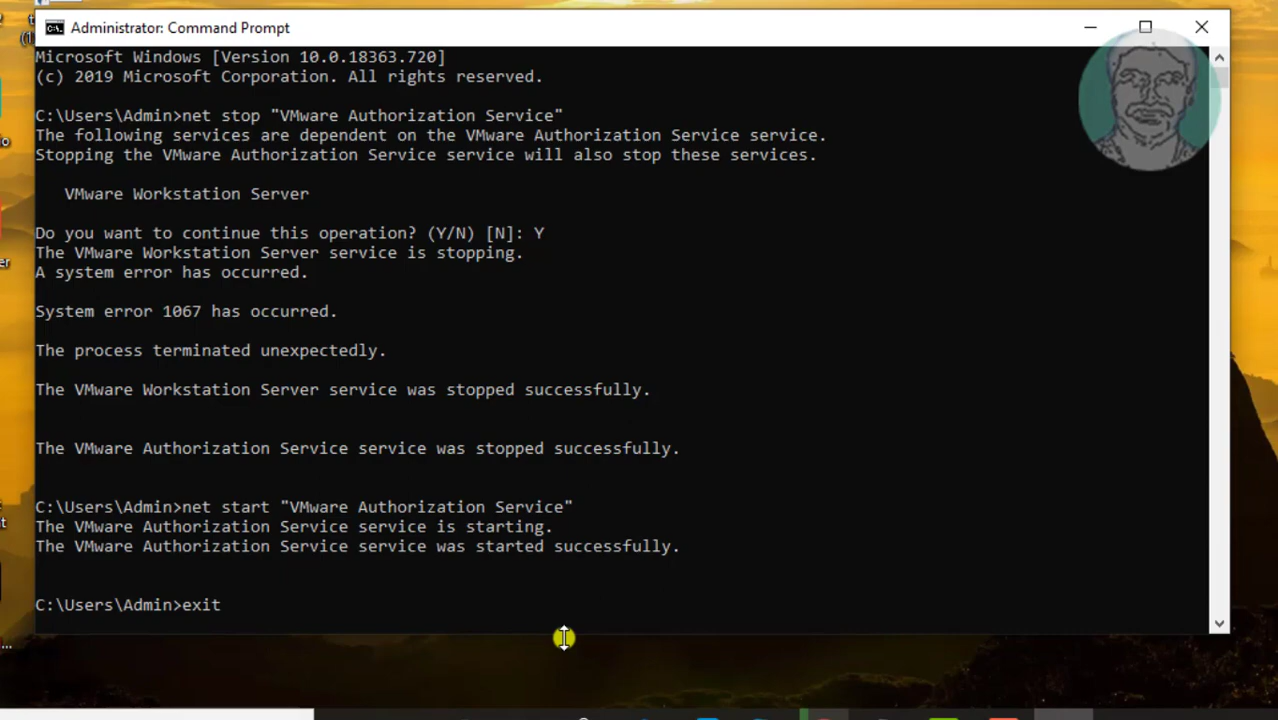 Administrator: Command Prompt
Microsoft Windows [Version 10.0.18363.720]
(c) 2019 Microsoft Corporation. All rights reserved.
C:\Users\Admin>net stop "VMware Authorization Service"
The following services are dependent on the VMware Authorization Service service.
Stopping the VMware Authorization Service service will also stop these services.
VMware Workstation Server
Do you want to continue this operation? (Y/N) [N]: Y
The VMware Workstation Server service is stopping.
A system error has occurred.
System error 1067 has occurred.
The process terminated unexpectedly.
The VMware Workstation Server service was stopped successfully.
The VMware Authorization Service service was stopped successfully.
C:\Users\Admin>net start "VMware Authorization Service"
The VMware Authorization Service service is starting.
The VMware Authorization Service service was started successfully.
C:\Users\Admin>exit